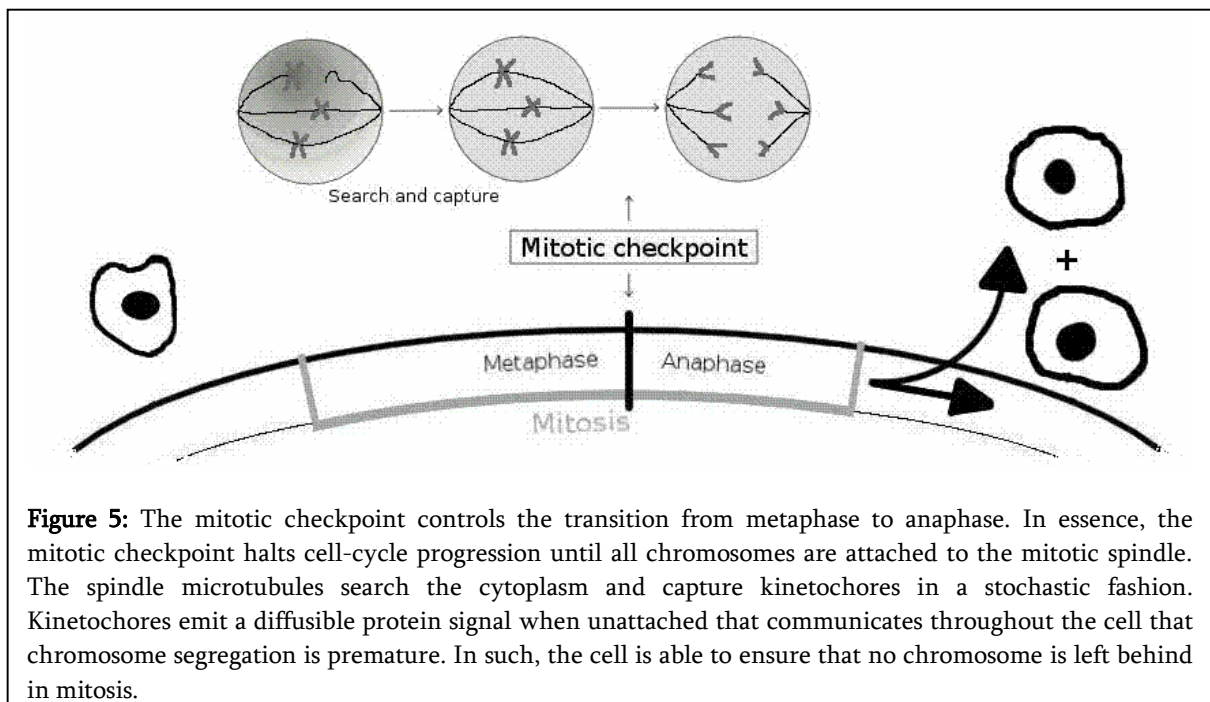 Search and capture
Mitotic checkpoint
+
Metaphase
Anaphase
Mitosis
Figure 5: The mitotic checkpoint controls the transition from metaphase to anaphase. In essence, the
mitotic checkpoint halts cell-cycle progression until all chromosomes are attached to the mitotic spindle.
The spindle microtubules search the cytoplasm and capture kinetochores in a stochastic fashion.
Kinetochores emit a diffusible protein signal when unattached that communicates throughout the cell that
chromosome segregation is premature. In such, the cell is able to ensure that no chromosome is left behind
in mitosis.